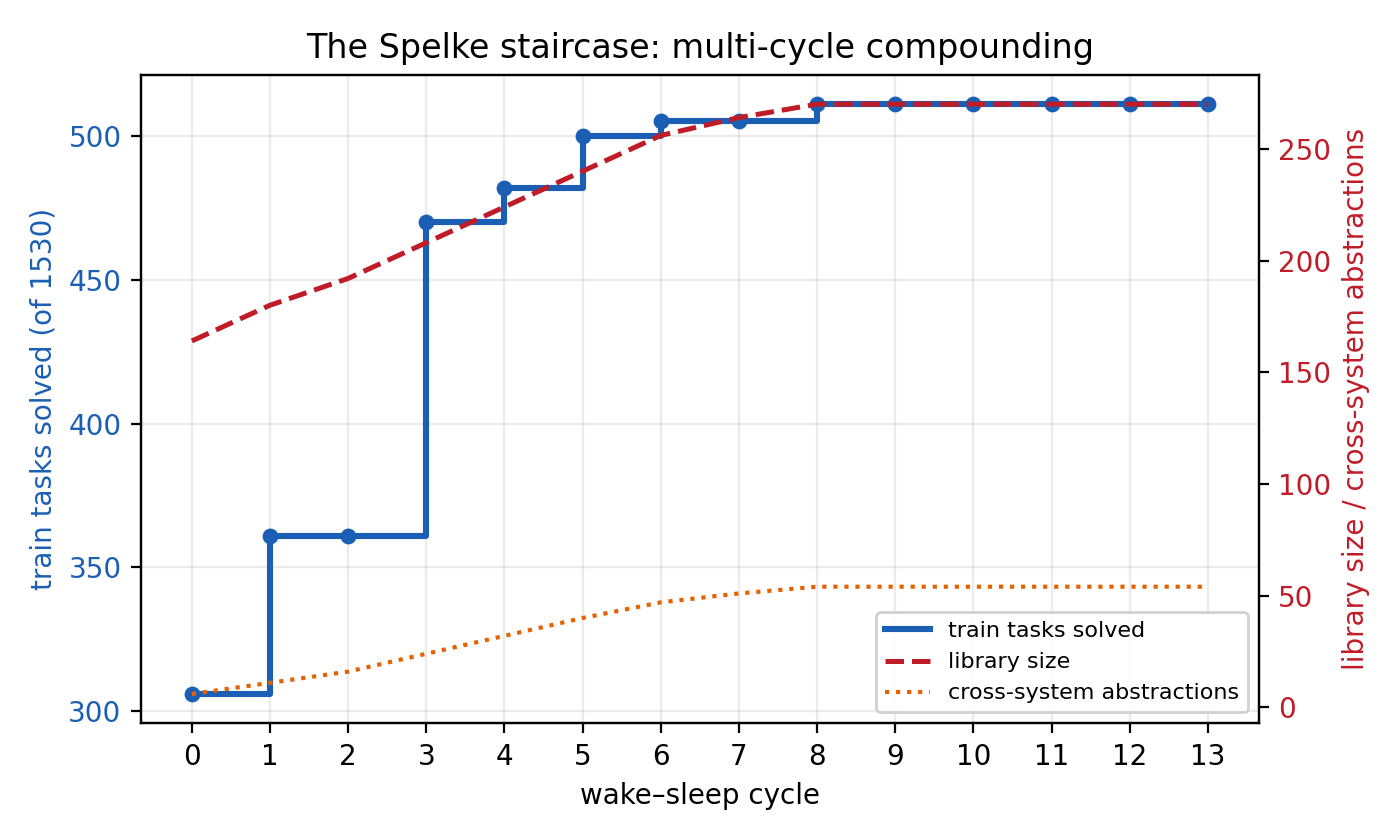 The Spelke staircase: multi-cycle compounding
train tasks solved (of 1530)
500
450
400
350
300
250
200
150
100
50
0
library size / cross-system abstractions
train tasks solved
library size
cross-system abstractions
0 1 2 3 4 5 6 7 8 9 10 11 12 13
wake–sleep cycle